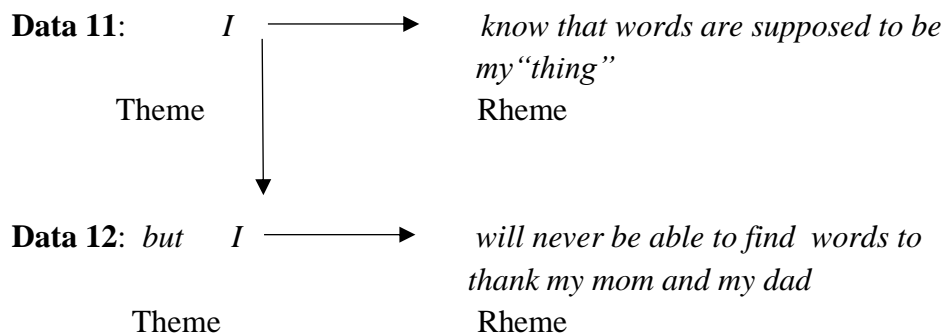 Data 11: I know that words are supposed to be
my“thing”
Theme Rheme
Data 12: but I will never be able to find words to
thank my mom and my dad
Theme Rheme